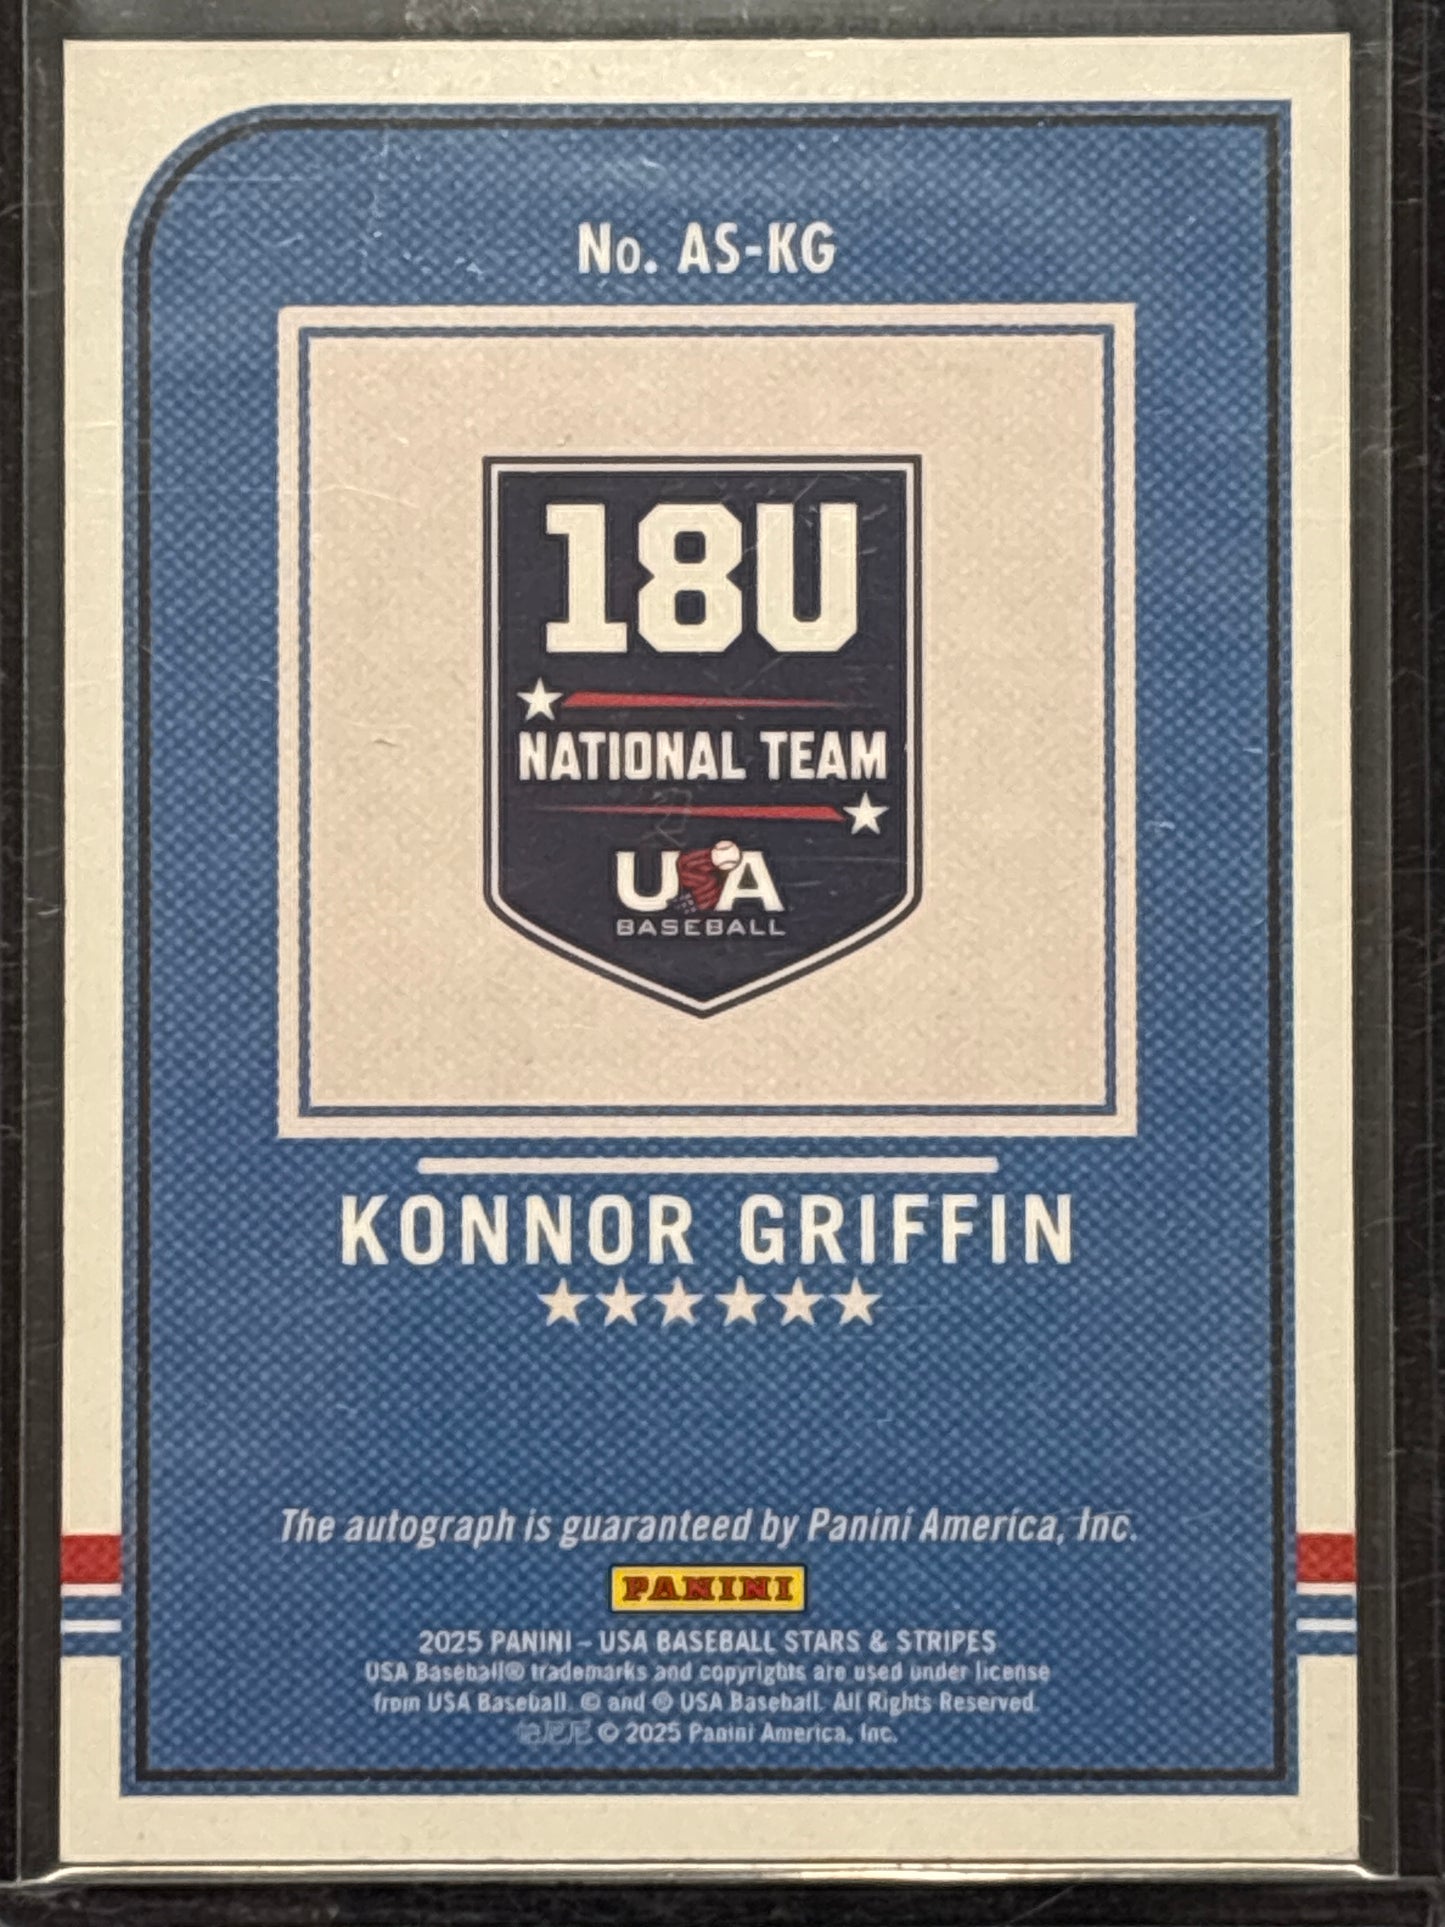 No. AS-KG
18U
NATIONAL TEAM
USA
BASEBALL
KONNOR GRIFFIN
The autograph is guaranteed by Panini America, Inc.
PANINI
2025 PANINI – USA BASEBALL STARS & STRIPES
USA Baseball® trademarks and copyrights are used under license
from USA Baseball. © and ® USA Baseball. All Rights Reserved.
© 2025 Panini America, Inc.